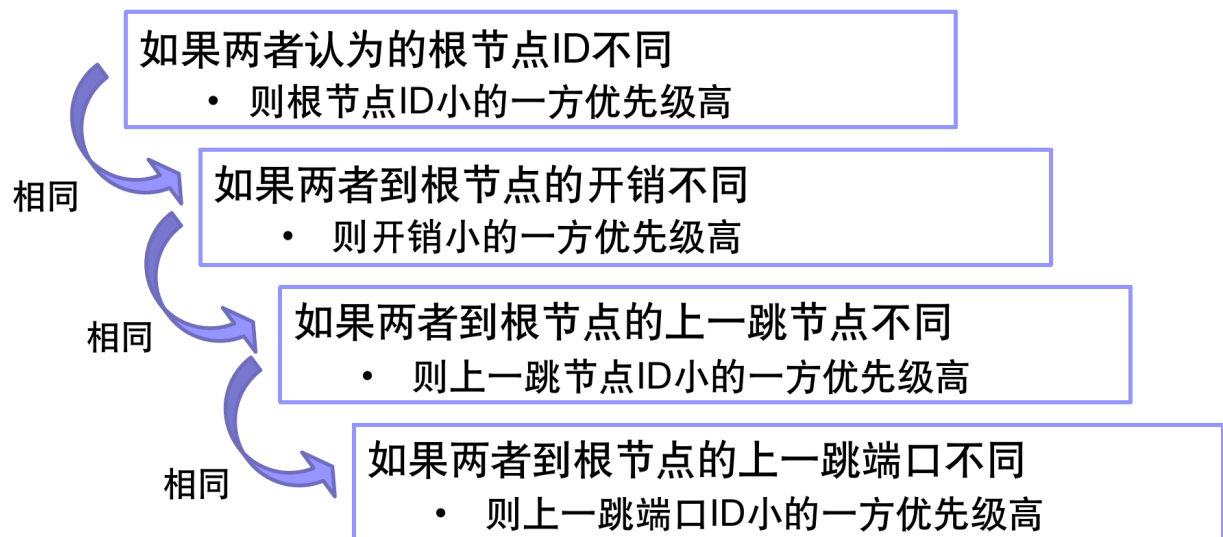 如果两者认为的根节点ID不同
• 则根节点ID小的一方优先级高
相同
如果两者到根节点的开销不同
• 则开销小的一方优先级高
相同
如果两者到根节点的上一跳节点不同
• 则上一跳节点ID小的一方优先级高
相同
如果两者到根节点的上一跳端口不同
• 则上一跳端口ID小的一方优先级高